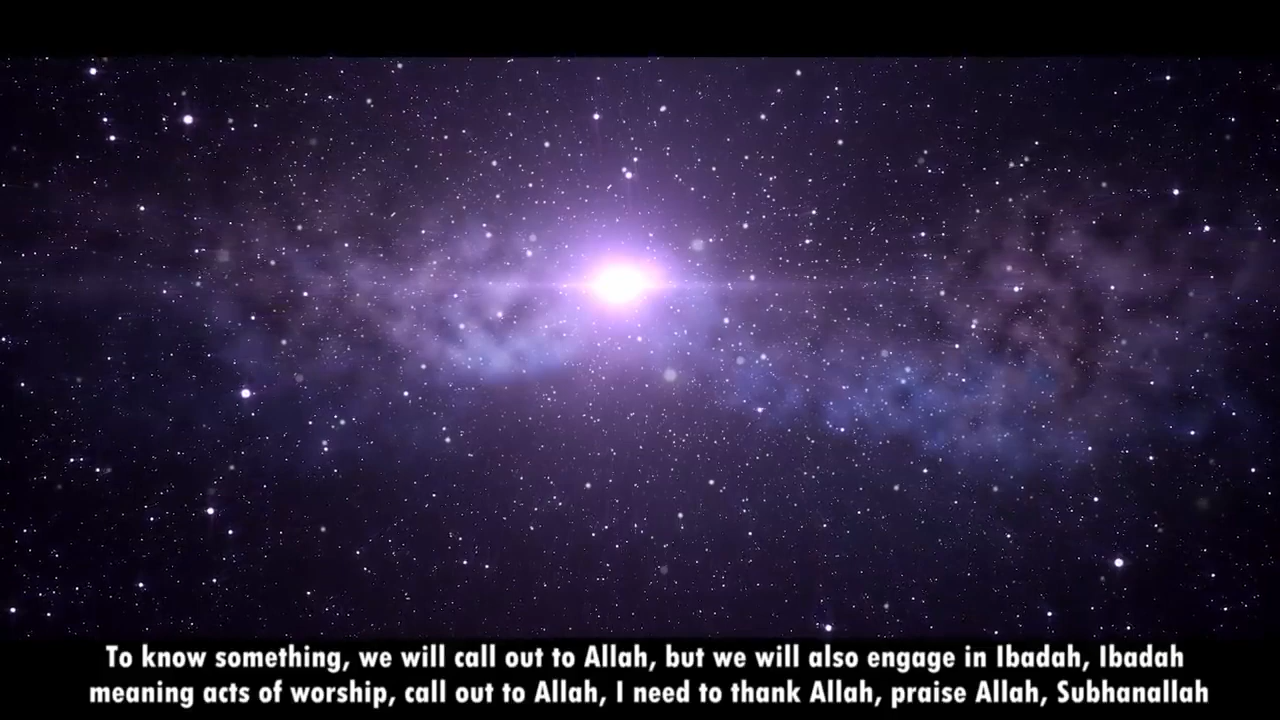 To know something, we will call out to Allah, but we will also engage in Ibadah, Ibadah
meaning acts of worship, call out to Allah, I need to thank Allah, praise Allah, Subhanallah